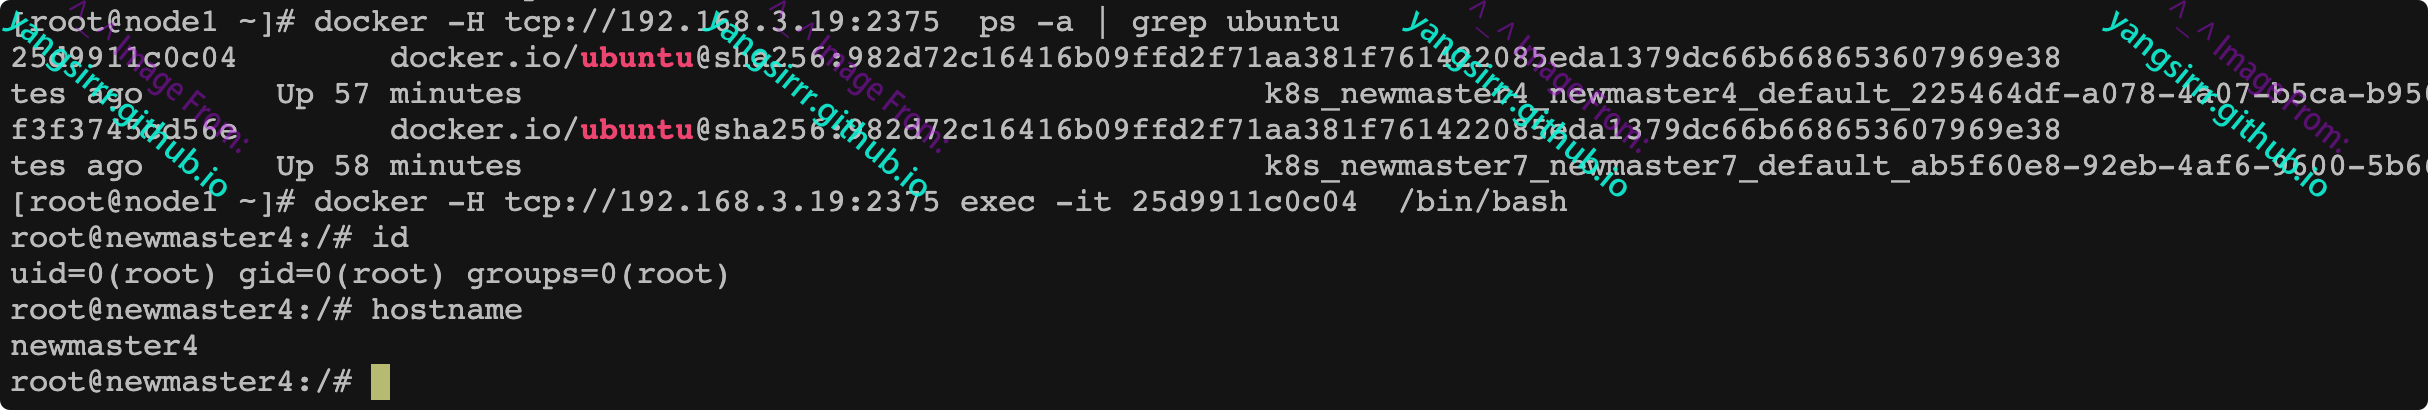 [root@node1 ~]# docker -H tcp://192.168.3.19:2375  ps -a | grep ubuntu
25d9911c0c04        docker.io/ubuntu@sha256:982d72c16416b09ffd2f71aa381f761422085eda1379dc66b668653607969e38
tes ago       Up 57 minutes                                       k8s_newmaster4_newmaster4_default_225464df-a078-4a07-b5ca-b950
f3f3745dd56e        docker.io/ubuntu@sha256:982d72c16416b09ffd2f71aa381f761422085eda1379dc66b668653607969e38
tes ago       Up 58 minutes                                       k8s_newmaster7_newmaster7_default_ab5f60e8-92eb-4af6-9600-5b60
[root@node1 ~]# docker -H tcp://192.168.3.19:2375 exec -it 25d9911c0c04  /bin/bash
root@newmaster4:/# id
uid=0(root) gid=0(root) groups=0(root)
root@newmaster4:/# hostname
newmaster4
root@newmaster4:/#
^_^Image From:
yangsirrr.github.io
^_^Image From:
yangsirrr.github.io
^_^Image From:
yangsirrr.github.io
^_^Image From:
yangsirrr.github.io